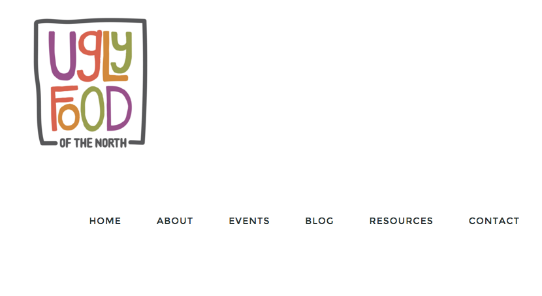 UgLy
FOOD
OF THE NORTH
HOME ABOUT EVENTS BLOG RESOURCES CONTACT